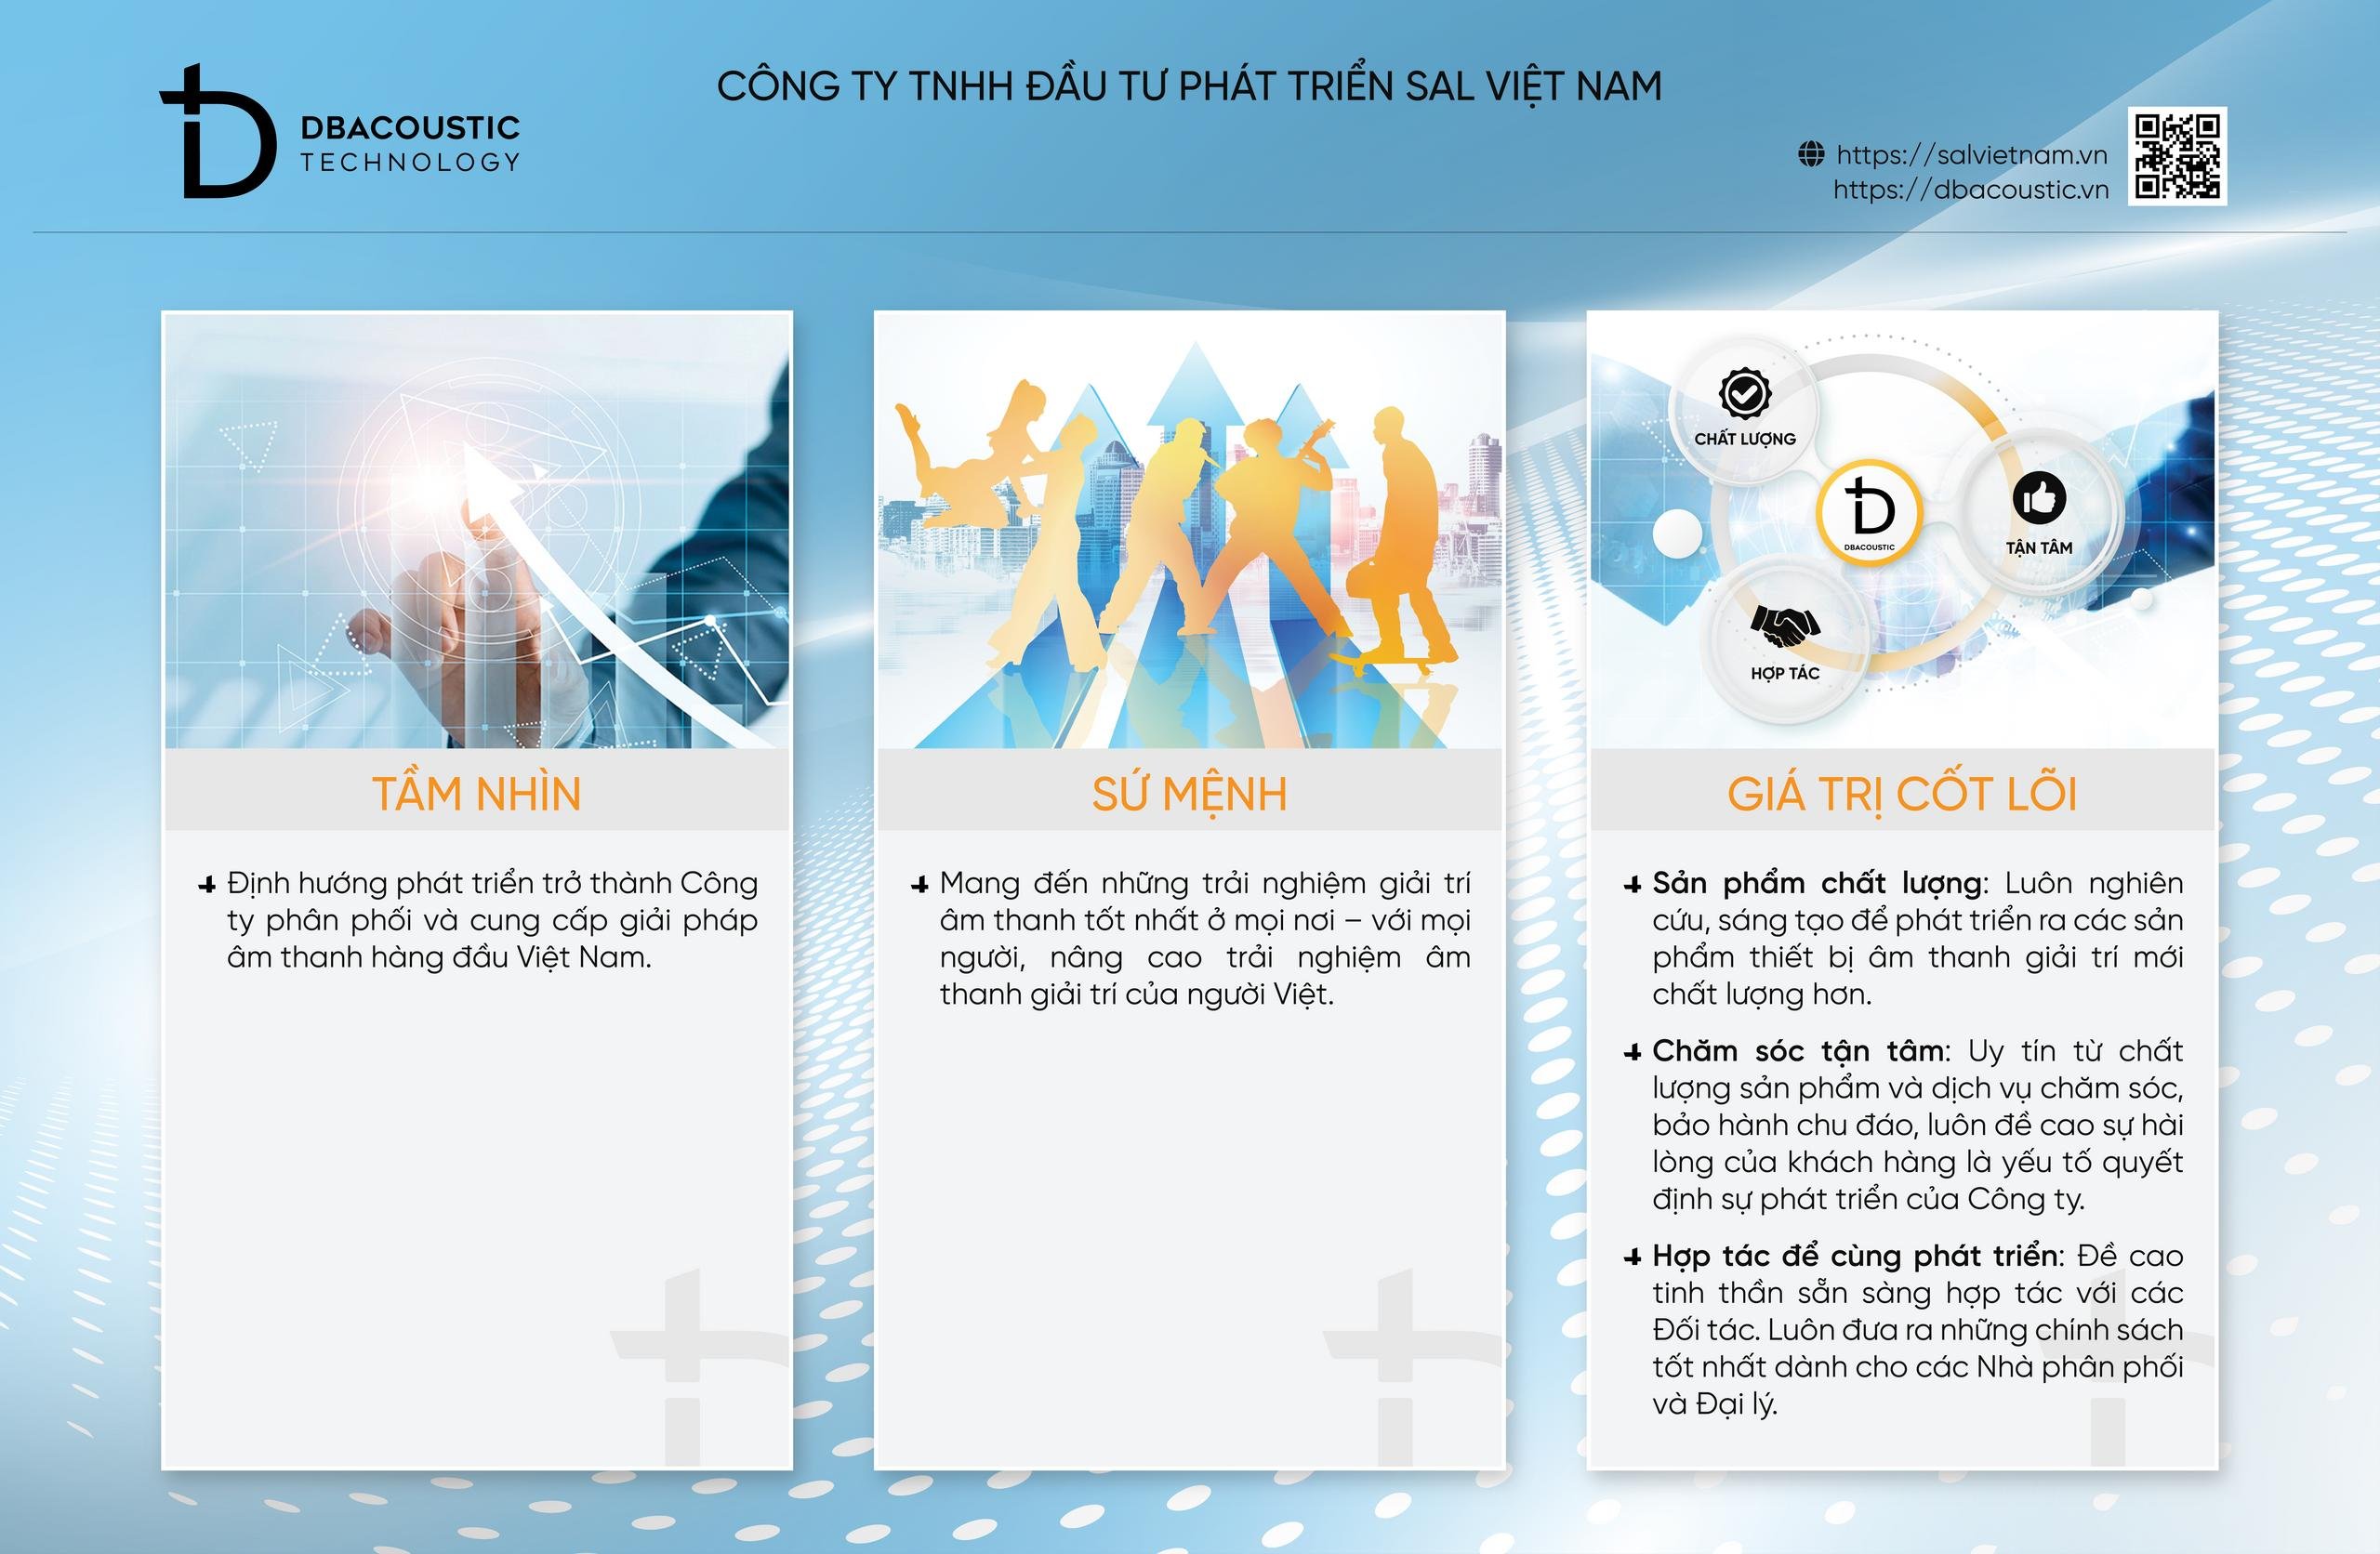 DBACOUSTIC
TECHNOLOGY
CÔNG TY TNHH ĐẦU TƯ PHÁT TRIỂN SAL VIỆT NAM
https://salvietnam.vn
https://dbacoustic.vn
TẦM NHÌN
Định hướng phát triển trở thành Công
ty phân phối và cung cấp giải pháp
âm thanh hàng đầu Việt Nam.
SỨ MỆNH
Mang đến những trải nghiệm giải trí
âm thanh tốt nhất ở mọi nơi – với mọi
người, nâng cao trải nghiệm âm
thanh giải trí của người Việt.
CHẤT LƯỢNG
DBACOUSTIC
TẬN TÂM
HỢP TÁC
GIÁ TRỊ CỐT LÕI
Sản phẩm chất lượng: Luôn nghiên
cứu, sáng tạo để phát triển ra các sản
phẩm thiết bị âm thanh giải trí mới
chất lượng hơn.
Chăm sóc tận tâm: Uy tín từ chất
lượng sản phẩm và dịch vụ chăm sóc,
bảo hành chu đáo, luôn đề cao sự hài
lòng của khách hàng là yếu tố quyết
định sự phát triển của Công ty.
Hợp tác để cùng phát triển: Đề cao
tinh thần sẵn sàng hợp tác với các
Đối tác. Luôn đưa ra những chính sách
tốt nhất dành cho các Nhà phân phối
và Đại lý.